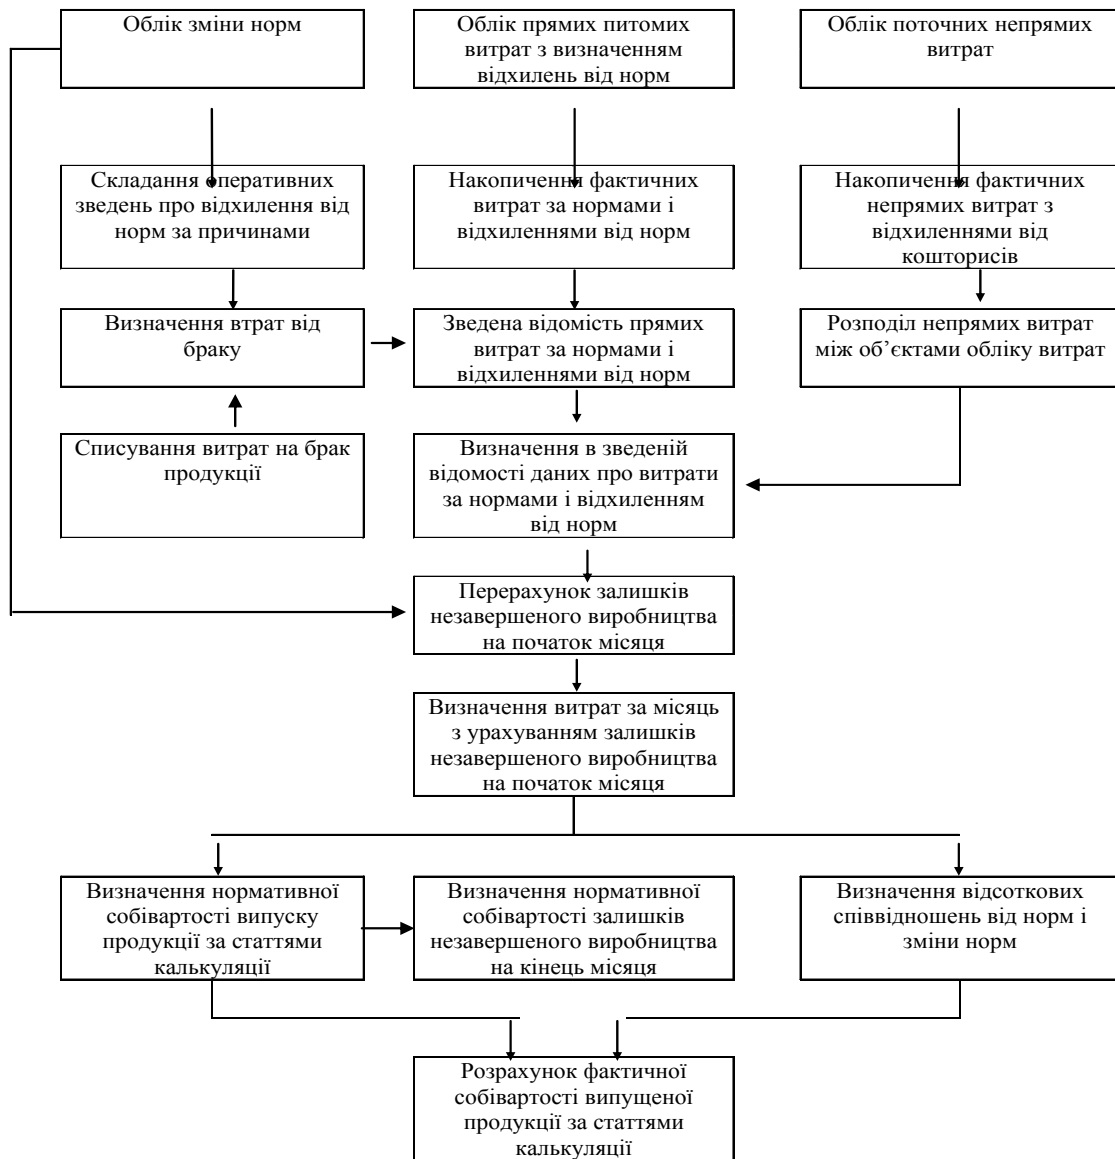 Облік зміни норм
Облік прямих питомих
витрат з визначенням
відхилень від норм
Облік поточних непрямих
витрат
Складання оперативних
зведень про відхилення від
норм за причинами
Накопичення фактичних
витрат за нормами і
відхиленнями від норм
Накопичення фактичних
непрямих витрат з
відхиленнями від
кошторисів
Визначення втрат від
браку
Зведена відомість прямих
витрат за нормами і
відхиленнями від норм
Розподіл непрямих витрат
між об’єктами обліку витрат
Списування витрат на брак
продукції
Визначення в зведеній
відомості даних про витрати
за нормами і відхиленням
від норм
Перерахунок залишків
незавершеного виробництва
на початок місяця
Визначення витрат за місяць
з урахуванням залишків
незавершеного виробництва
на початок місяця
Визначення нормативної
собівартості випуску
продукції за статтями
калькуляції
Визначення нормативної
собівартості залишків
незавершеного виробництва
на кінець місяця
Визначення відсоткових
співвідношень від норм і
зміни норм
Розрахунок фактичної
собівартості випущеної
продукції за статтями
калькуляції